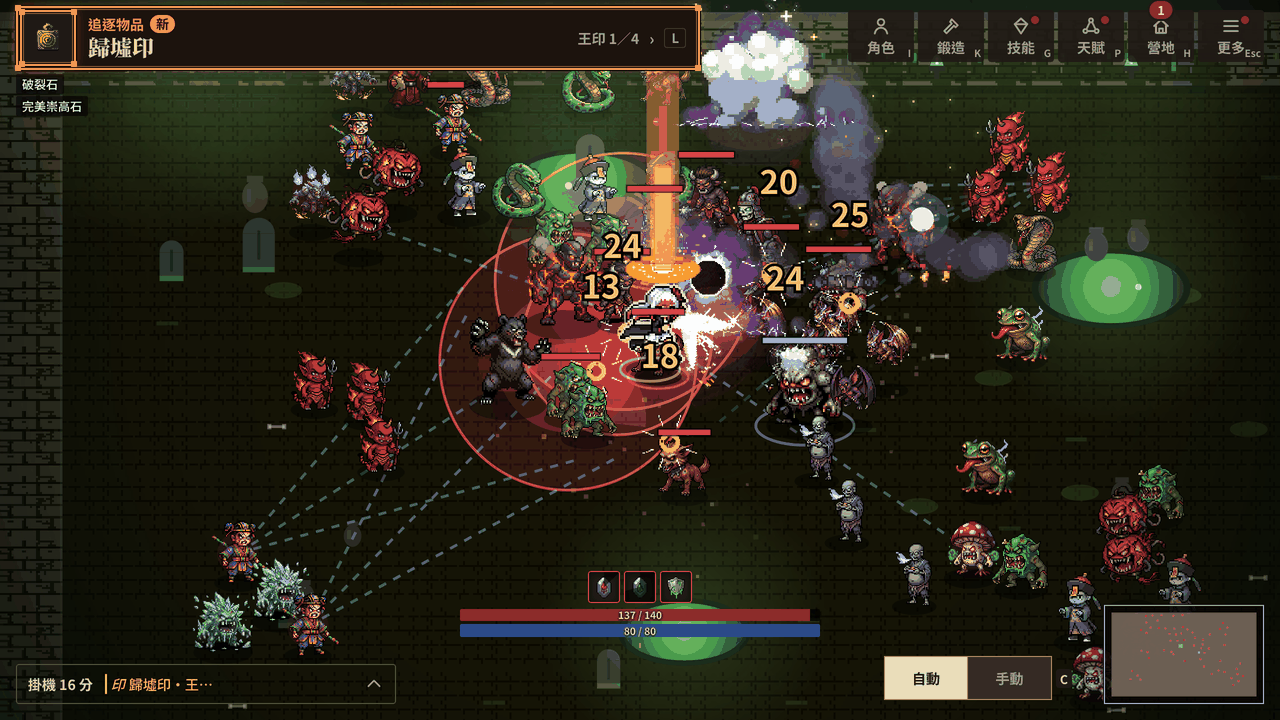 追逐物品 新
歸墟印
王印 1／4 › L
角色 I
鍛造 K
技能 G
天賦 P
1
營地 H
更多 Esc
破裂石
完美崇高石
20
25
24
13
24
18
137 / 140
80 / 80
掛機 16 分
印 歸墟印・王…
自動
手動
C